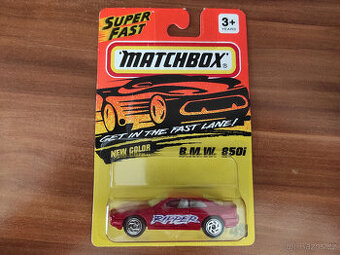 SUPER
FAST
3+
YEARS
MATCHBOX®
GET IN THE FAST LANE!
NEW COLOR
B.M.W. 850i
RIPPER